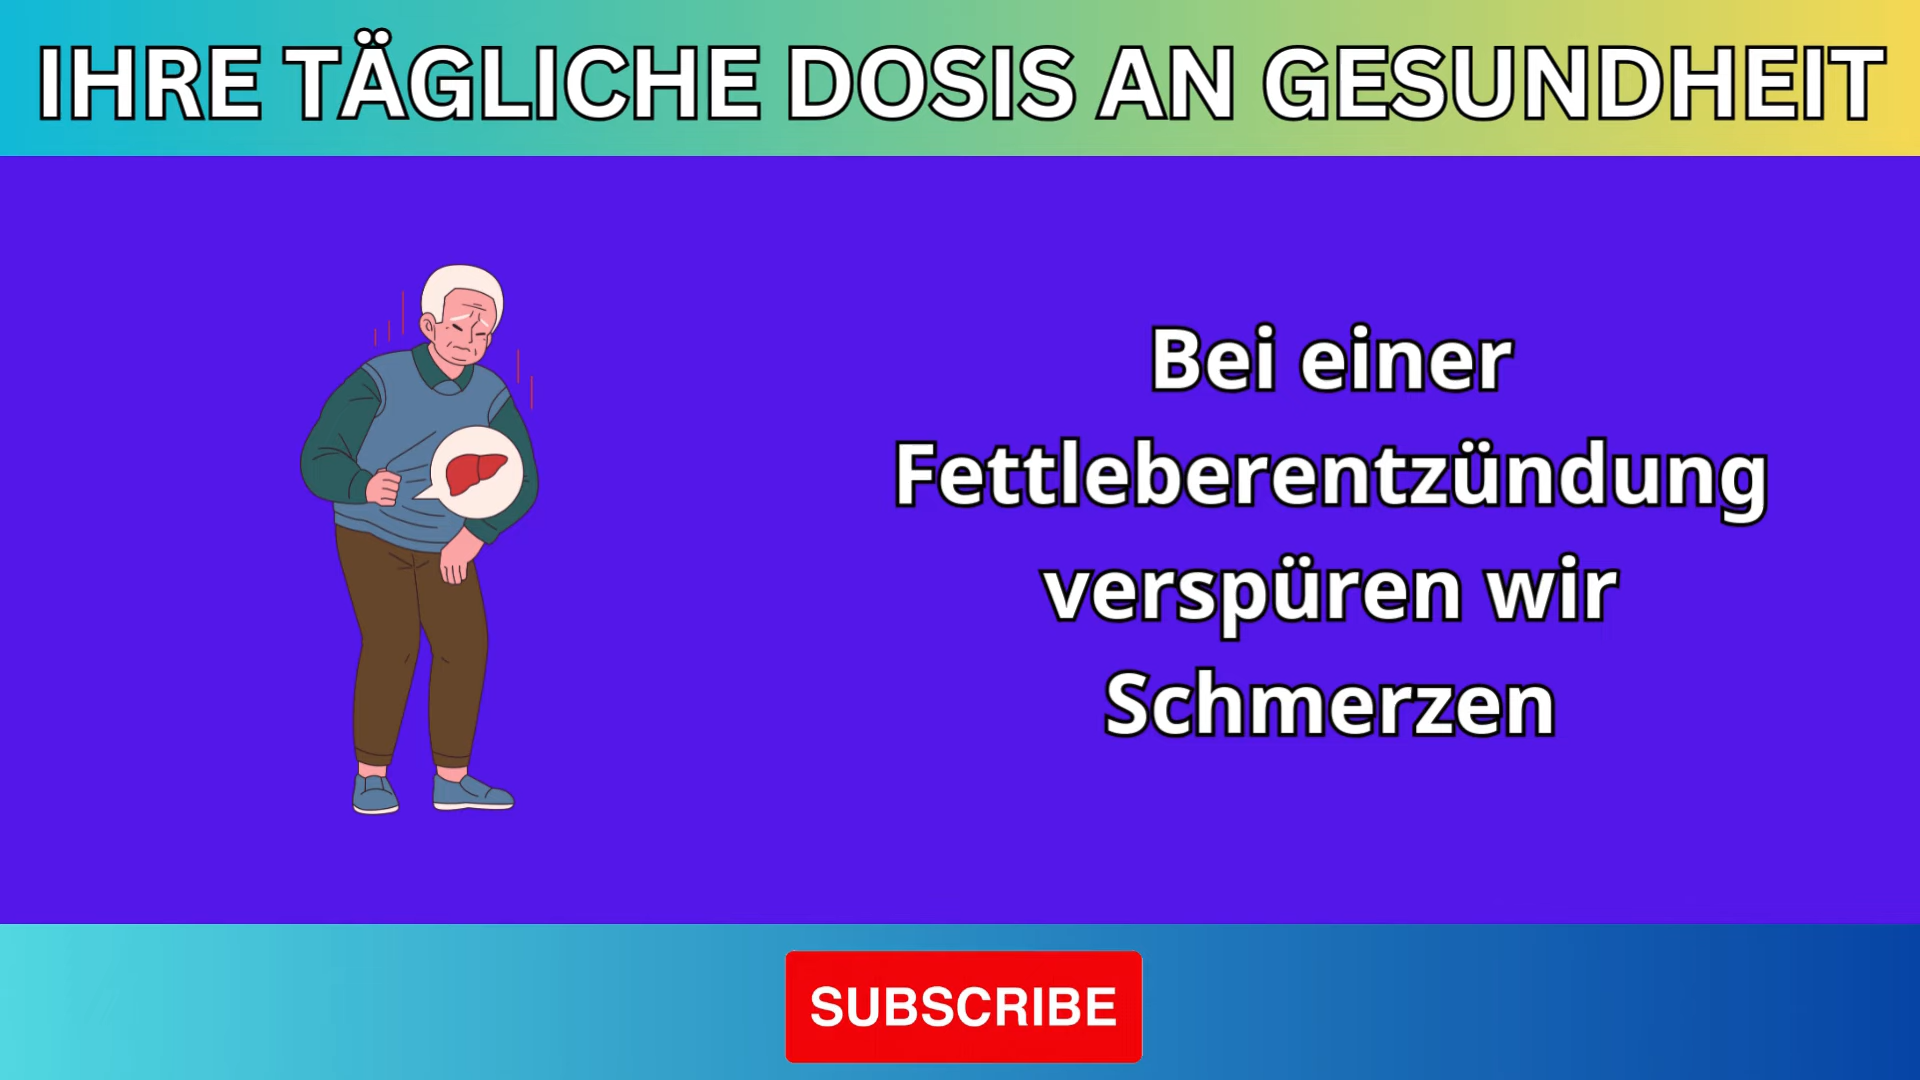 IHRE TÄGLICHE DOSIS AN GESUNDHEIT
Bei einer
Fettleberentzündung
verspüren wir
Schmerzen
SUBSCRIBE